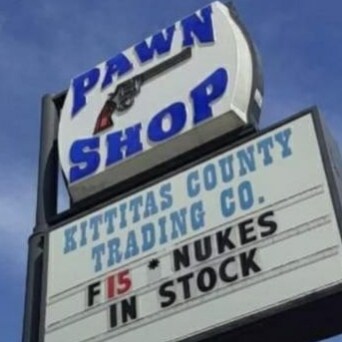 PAWN
SHOP
KITTITAS COUNTY
TRADING CO.
F15 * NUKES
IN STOCK